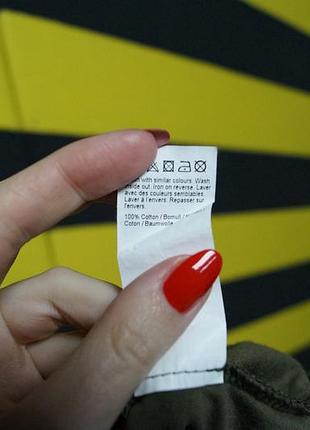 with similar colours. Wash
inside out. Iron on reverse. Laver
avec des couleurs semblables.
Laver à l'envers. Repasser sur
l'envers.
100% Cotton / Bomull /
Coton / Baumwolle